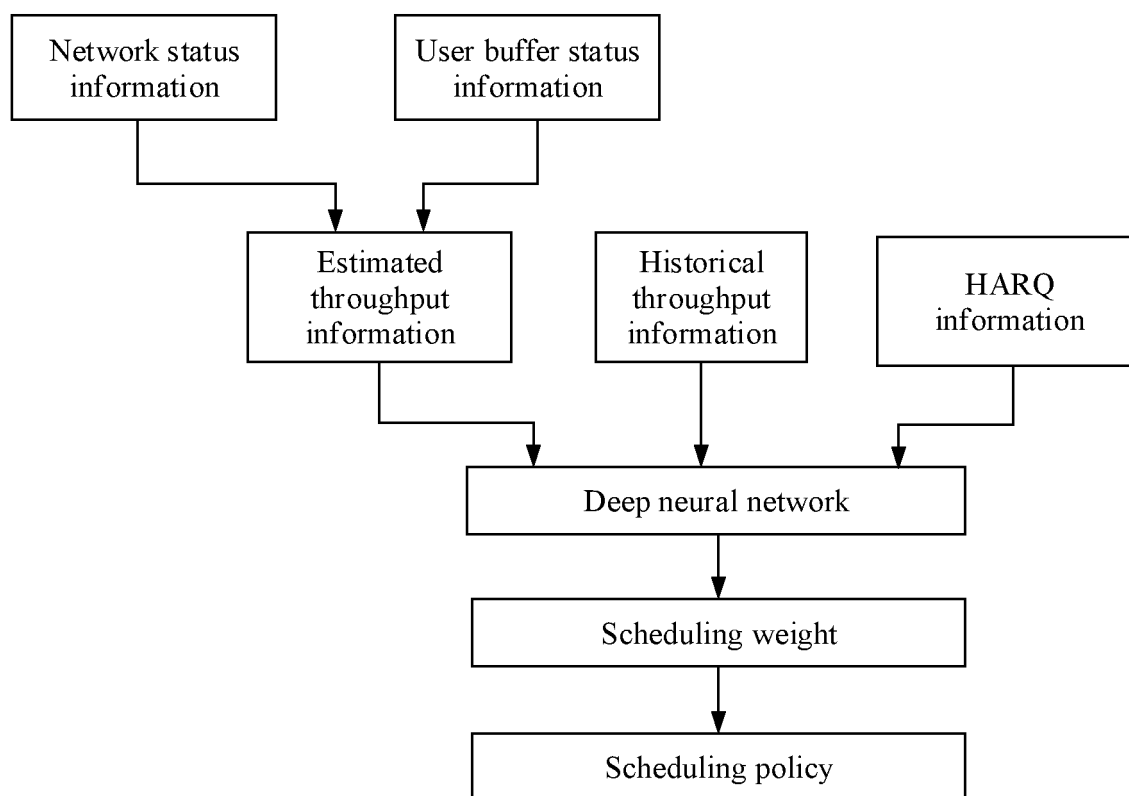 Network status
information
User buffer status
information
Estimated
throughput
information
Historical
throughput
information
HARQ
information
Deep neural network
Scheduling weight
Scheduling policy